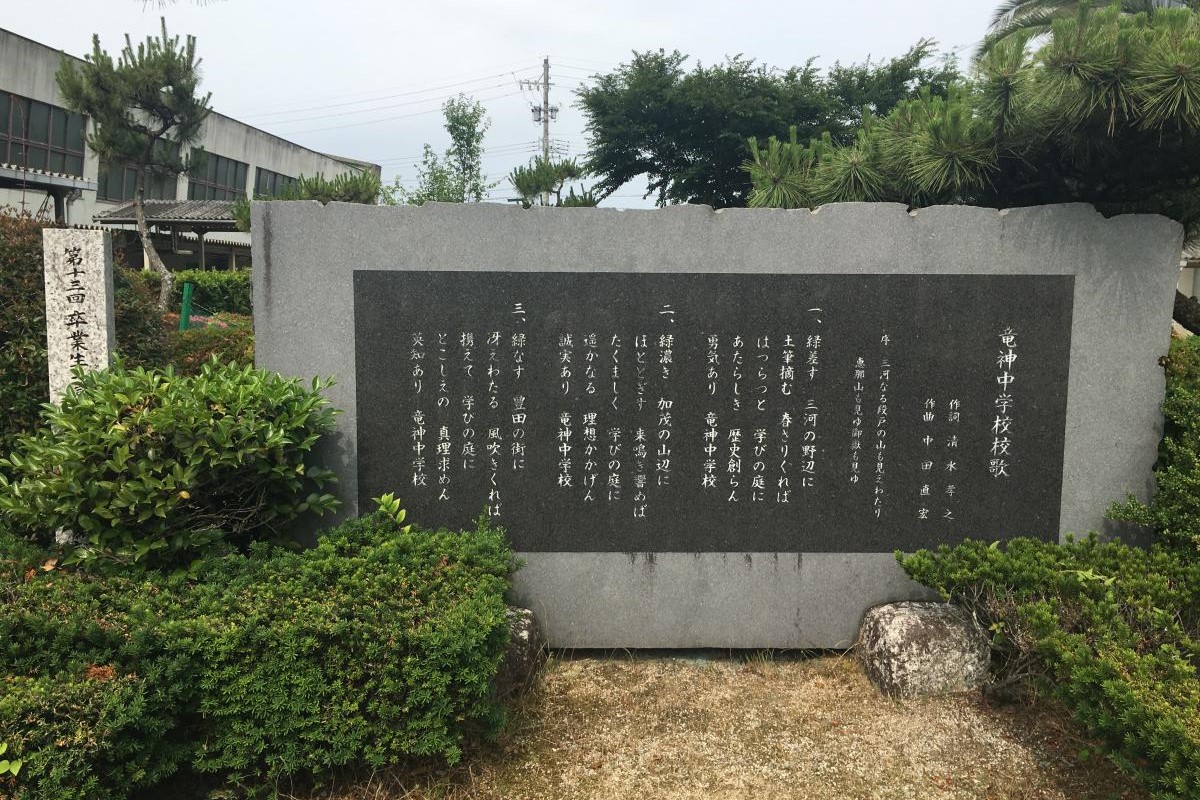 竜神中学校校歌
作詞 清水孝之
作曲 中田直宏
序 三河なる段戸の山も見えわたり
恵那山も見ゆ御嶽も見ゆ
一、緑差す 三河の野辺に
土筆摘む 春さりくれば
はつらつと 学びの庭に
あたらしき 歴史創らん
勇気あり 竜神中学校
二、緑濃き 加茂の山辺に
ほととぎす 来鳴き響めば
たくましく 学びの庭に
遥かなる 理想かかげん
誠実あり 竜神中学校
三、緑なす 豊田の街に
冴えわたる 風吹きくれば
携えて 学びの庭に
とこしえの 真理求めん
英知あり 竜神中学校
第十三回 卒業生